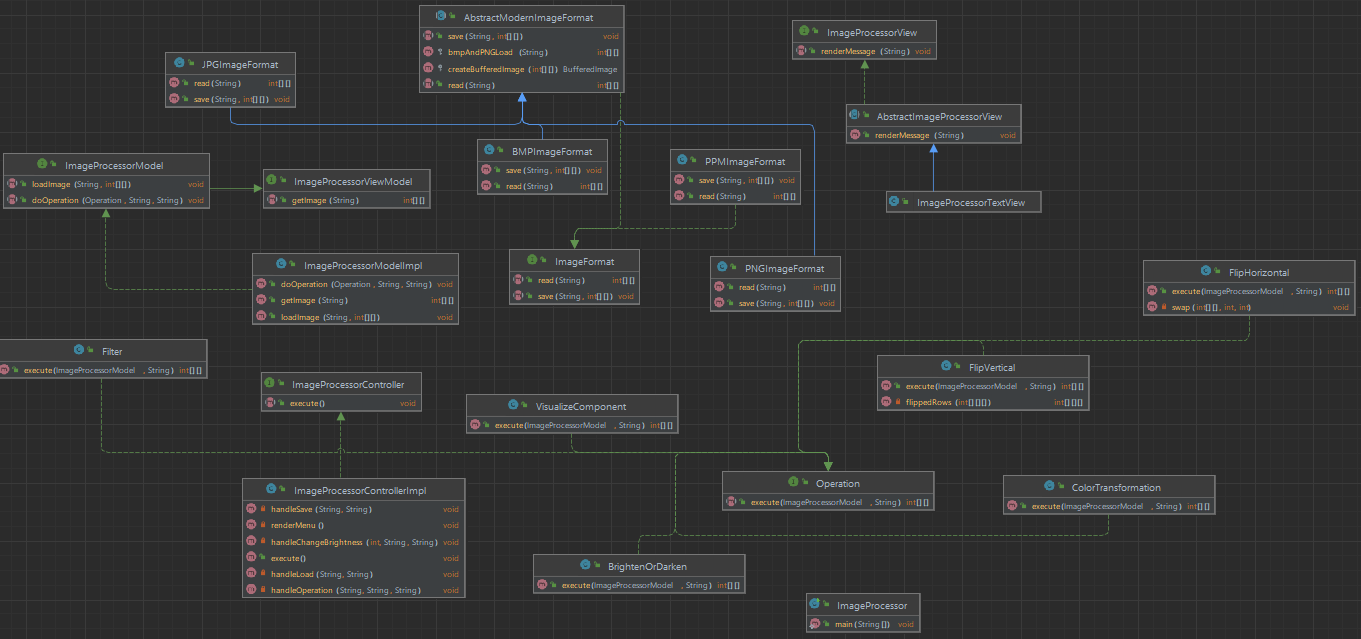 AbstractModernImageFormat
save (String, int[][]) void
bmpAndPNGLoad (String) int[][]
createBufferedImage (int[][]) BufferedImage
read (String) int[][]
ImageProcessorView
renderMessage (String) void
JPGImageFormat
read (String) int[][]
save (String, int[][]) void
AbstractImageProcessorView
renderMessage (String) void
BMPImageFormat
save (String, int[][]) void
read (String) int[][]
PPMImageFormat
save (String, int[][]) void
read (String) int[][]
ImageProcessorModel
loadImage (String, int[][]) void
doOperation (Operation, String, String) void
ImageProcessorViewModel
getImage (String) int[][]
ImageProcessorTextView
ImageProcessorModelImpl
doOperation (Operation, String, String) void
getImage (String) int[][]
loadImage (String, int[][]) void
ImageFormat
read (String) int[][]
save (String, int[][]) void
PNGImageFormat
read (String) int[][]
save (String, int[][]) void
FlipHorizontal
execute(ImageProcessorModel, String) int[][]
swap (int[][], int, int) void
Filter
execute(ImageProcessorModel, String) int[][]
ImageProcessorController
execute() void
VisualizeComponent
execute(ImageProcessorModel, String) int[][]
FlipVertical
execute(ImageProcessorModel, String) int[][]
flippedRows (int[][][]) int[][][]
ImageProcessorControllerImpl
handleSave (String, String) void
renderMenu () void
handleChangeBrightness (int, String, String) void
execute() void
handleLoad (String, String) void
handleOperation (String, String, String) void
Operation
execute(ImageProcessorModel, String) int[][]
ColorTransformation
execute(ImageProcessorModel, String) int[][]
BrightenOrDarken
execute(ImageProcessorModel, String) int[][]
ImageProcessor
main(String[]) void